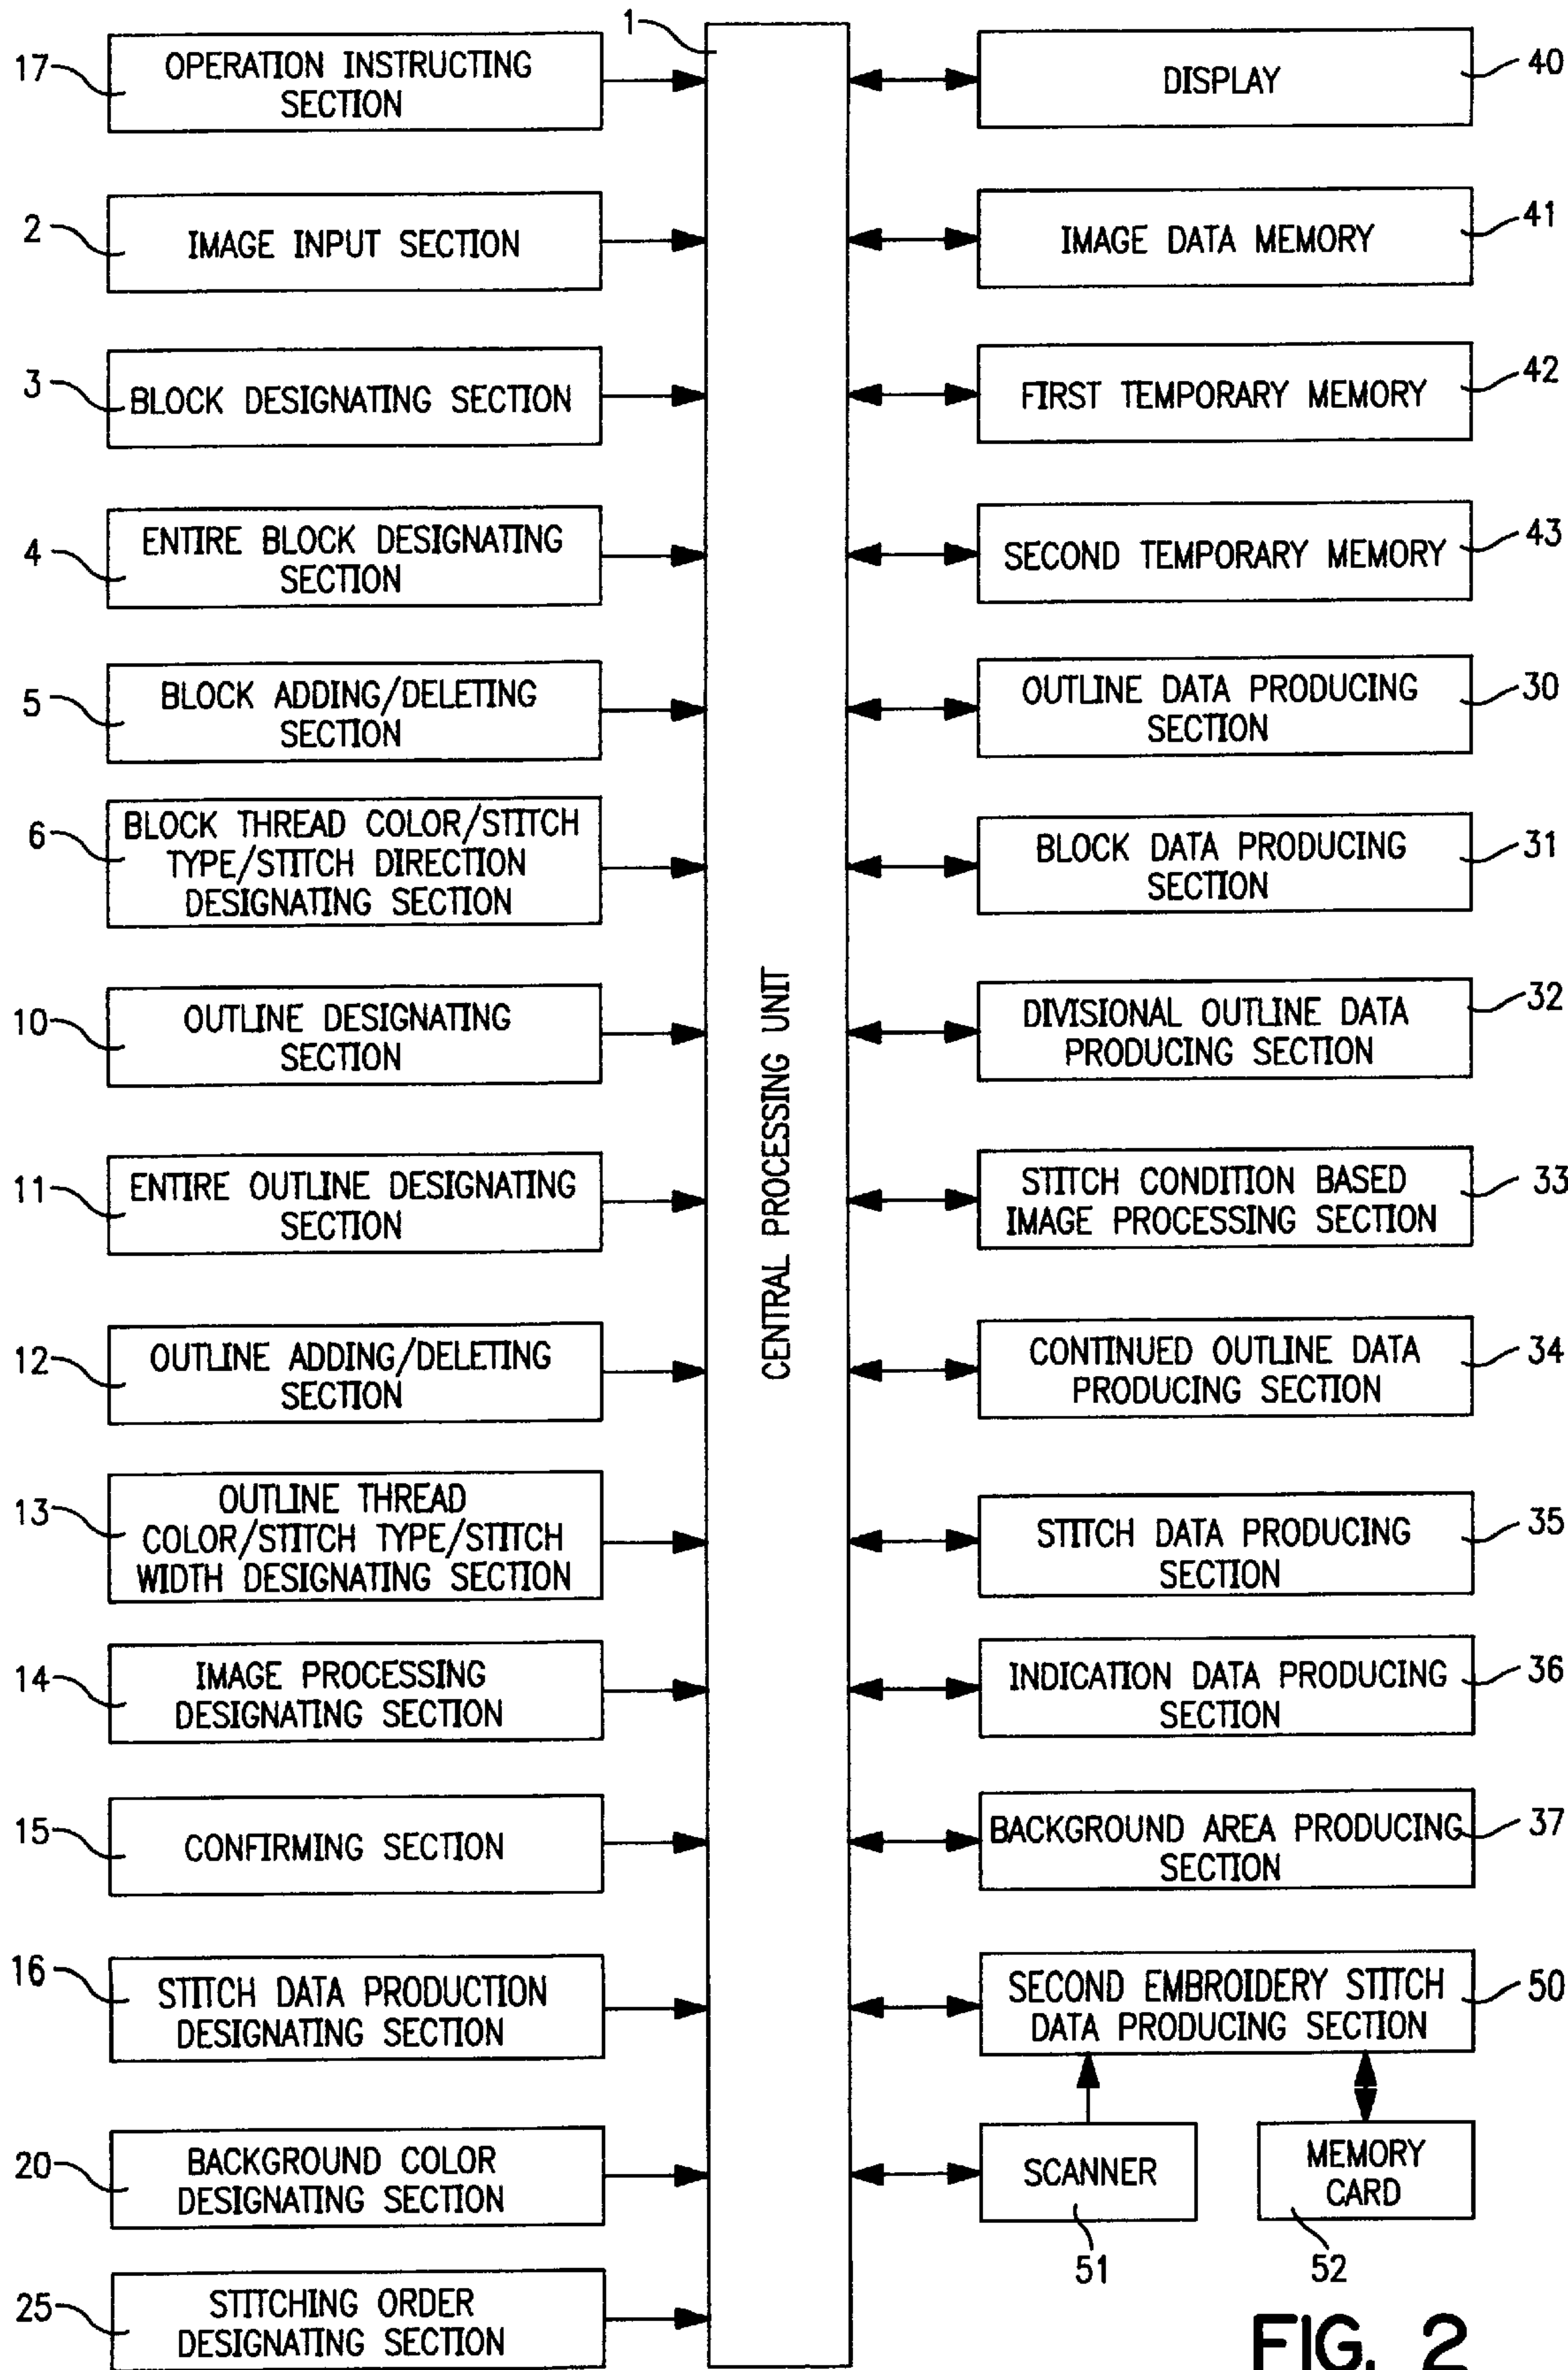 1
17
OPERATION INSTRUCTING
SECTION
2
IMAGE INPUT SECTION
3
BLOCK DESIGNATING SECTION
4
ENTIRE BLOCK DESIGNATING
SECTION
5
BLOCK ADDING/DELETING
SECTION
6
BLOCK THREAD COLOR/STITCH
TYPE/STITCH DIRECTION
DESIGNATING SECTION
10
OUTLINE DESIGNATING
SECTION
11
ENTIRE OUTLINE DESIGNATING
SECTION
12
OUTLINE ADDING/DELETING
SECTION
13
OUTLINE THREAD
COLOR/STITCH TYPE/STITCH
WIDTH DESIGNATING SECTION
14
IMAGE PROCESSING
DESIGNATING SECTION
15
CONFIRMING SECTION
16
STITCH DATA PRODUCTION
DESIGNATING SECTION
20
BACKGROUND COLOR
DESIGNATING SECTION
25
STITCHING ORDER
DESIGNATING SECTION
CENTRAL PROCESSING UNIT
DISPLAY
40
IMAGE DATA MEMORY
41
FIRST TEMPORARY MEMORY
42
SECOND TEMPORARY MEMORY
43
OUTLINE DATA PRODUCING
SECTION
30
BLOCK DATA PRODUCING
SECTION
31
DIVISIONAL OUTLINE DATA
PRODUCING SECTION
32
STITCH CONDITION BASED
IMAGE PROCESSING SECTION
33
CONTINUED OUTLINE DATA
PRODUCING SECTION
34
STITCH DATA PRODUCING
SECTION
35
INDICATION DATA PRODUCING
SECTION
36
BACKGROUND AREA PRODUCING
SECTION
37
SECOND EMBROIDERY STITCH
DATA PRODUCING SECTION
50
SCANNER
51
MEMORY
CARD
52
FIG. 2